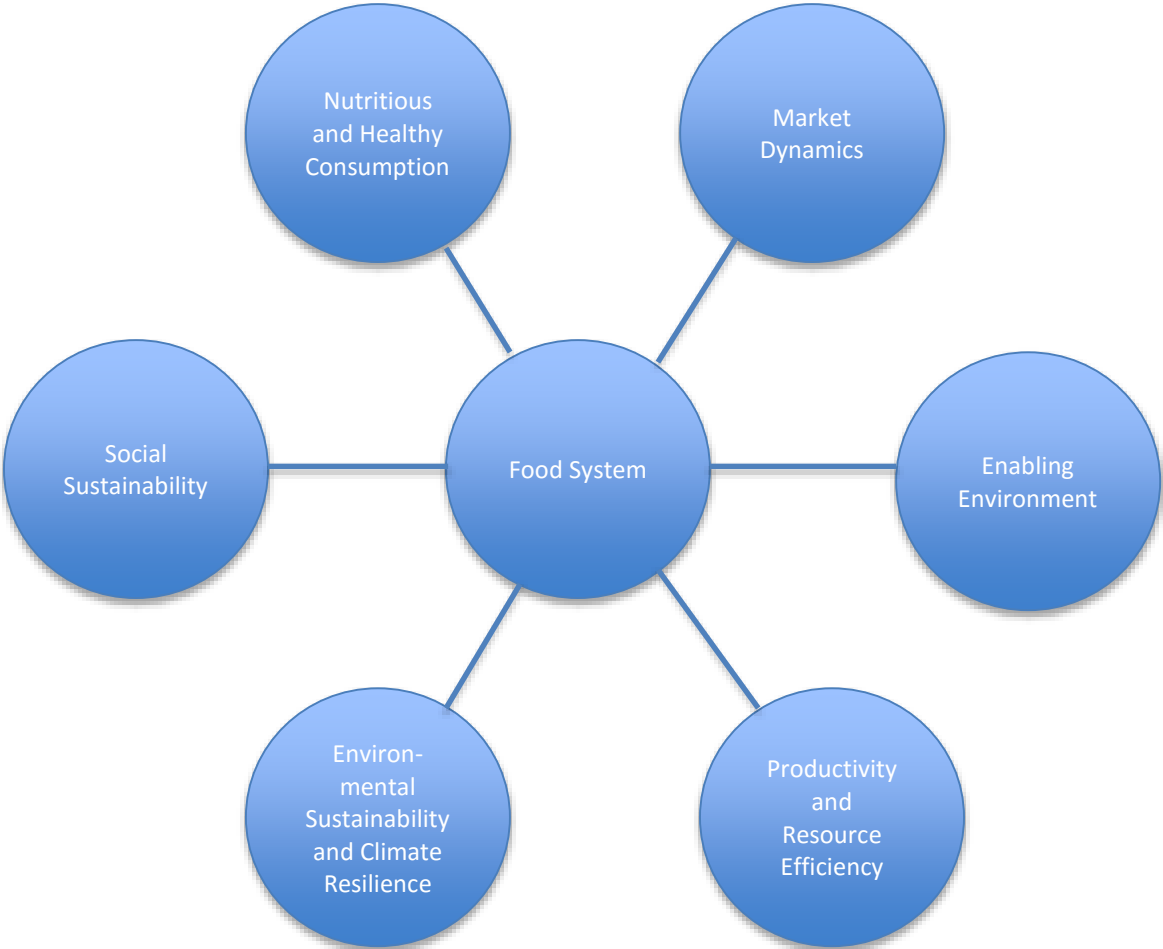 Nutritious
and Healthy
Consumption
Market
Dynamics
Social
Sustainability
Food System
Enabling
Environment
Environ-
mental
Sustainability
and Climate
Resilience
Productivity
and
Resource
Efficiency